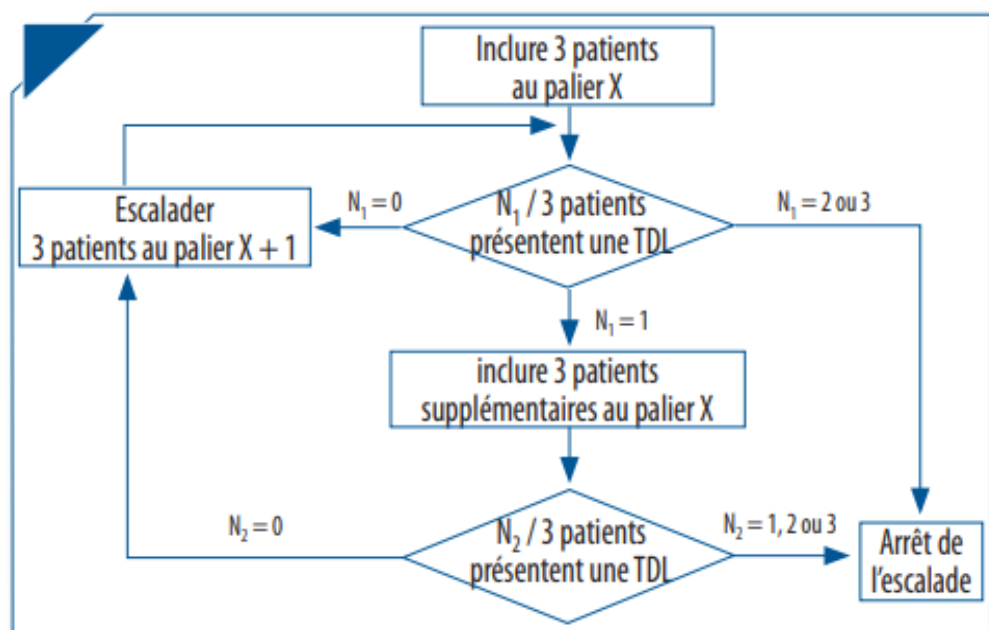 Inclure 3 patients
au palier X
N₁ = 0
N₁ / 3 patients
présentent une TDL
N₁ = 2 ou 3
Escalader
3 patients au palier X + 1
N₁ = 1
inclure 3 patients
supplémentaires au palier X
N₂ = 0
N₂ / 3 patients
présentent une TDL
N₂ = 1, 2 ou 3
Arrêt de
l'escalade